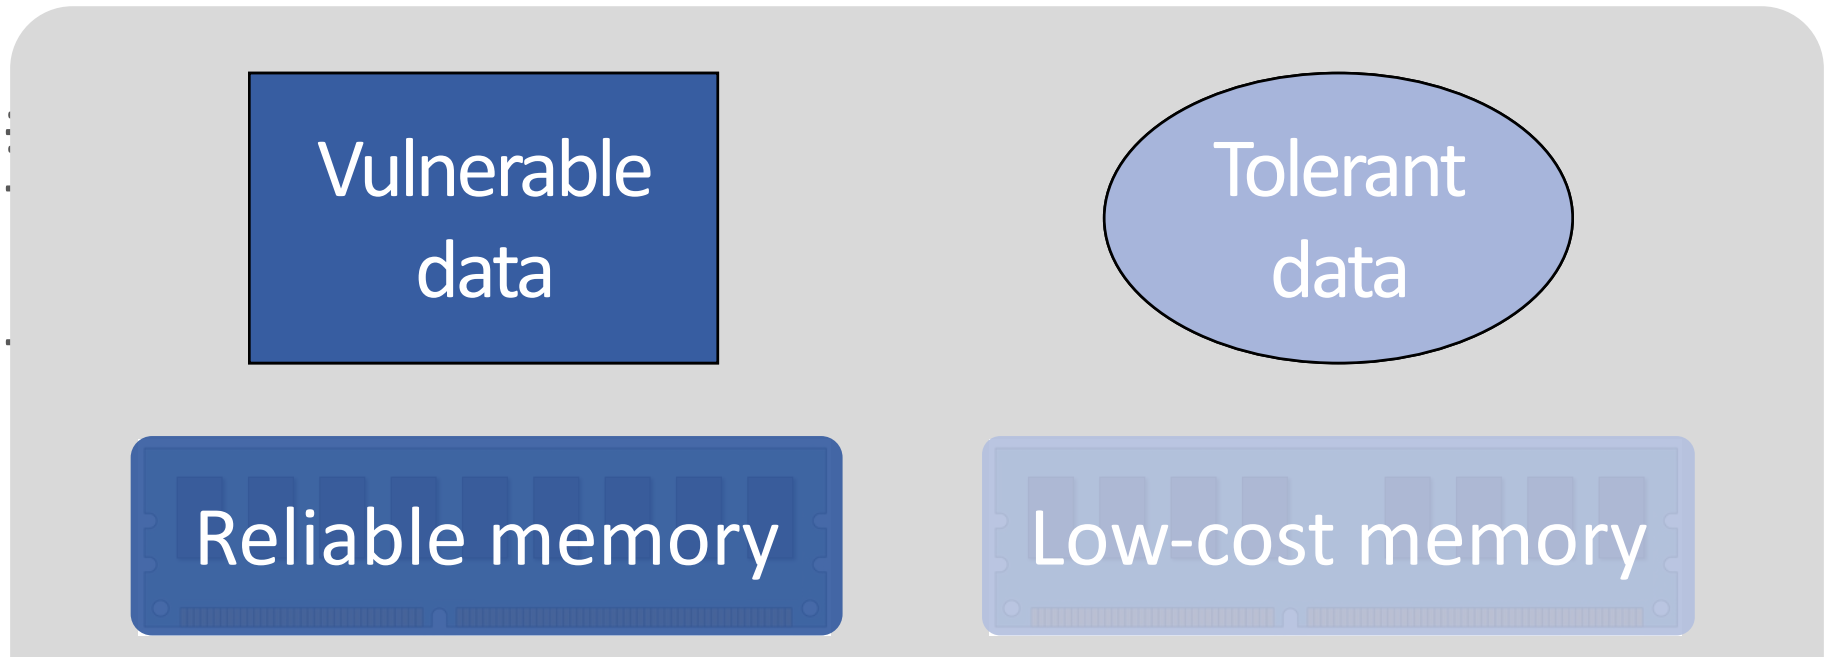 Vulnerable
data
Tolerant
data
Reliable memory
Low-cost memory